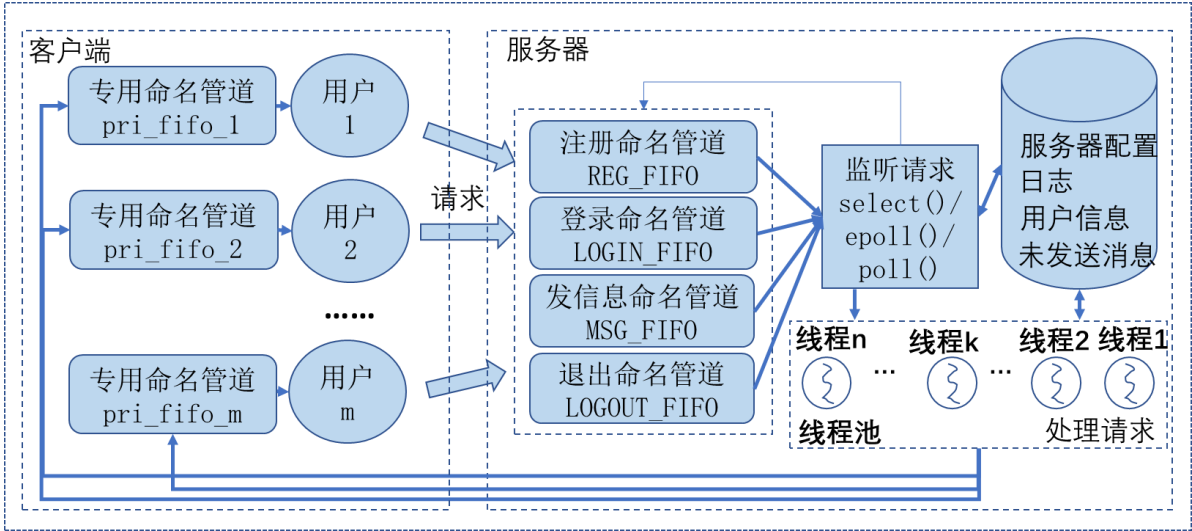 客户端
专用命名管道
pri_fifo_1
用户
1
专用命名管道
pri_fifo_2
用户
2
……
专用命名管道
pri_fifo_m
用户
m
请求
服务器
注册命名管道
REG_FIFO
登录命名管道
LOGIN_FIFO
发信息命名管道
MSG_FIFO
退出命名管道
LOGOUT_FIFO
监听请求
select()/
epoll()/
poll()
服务器配置
日志
用户信息
未发送消息
线程n
…
线程k
…
线程2
线程1
线程池
处理请求